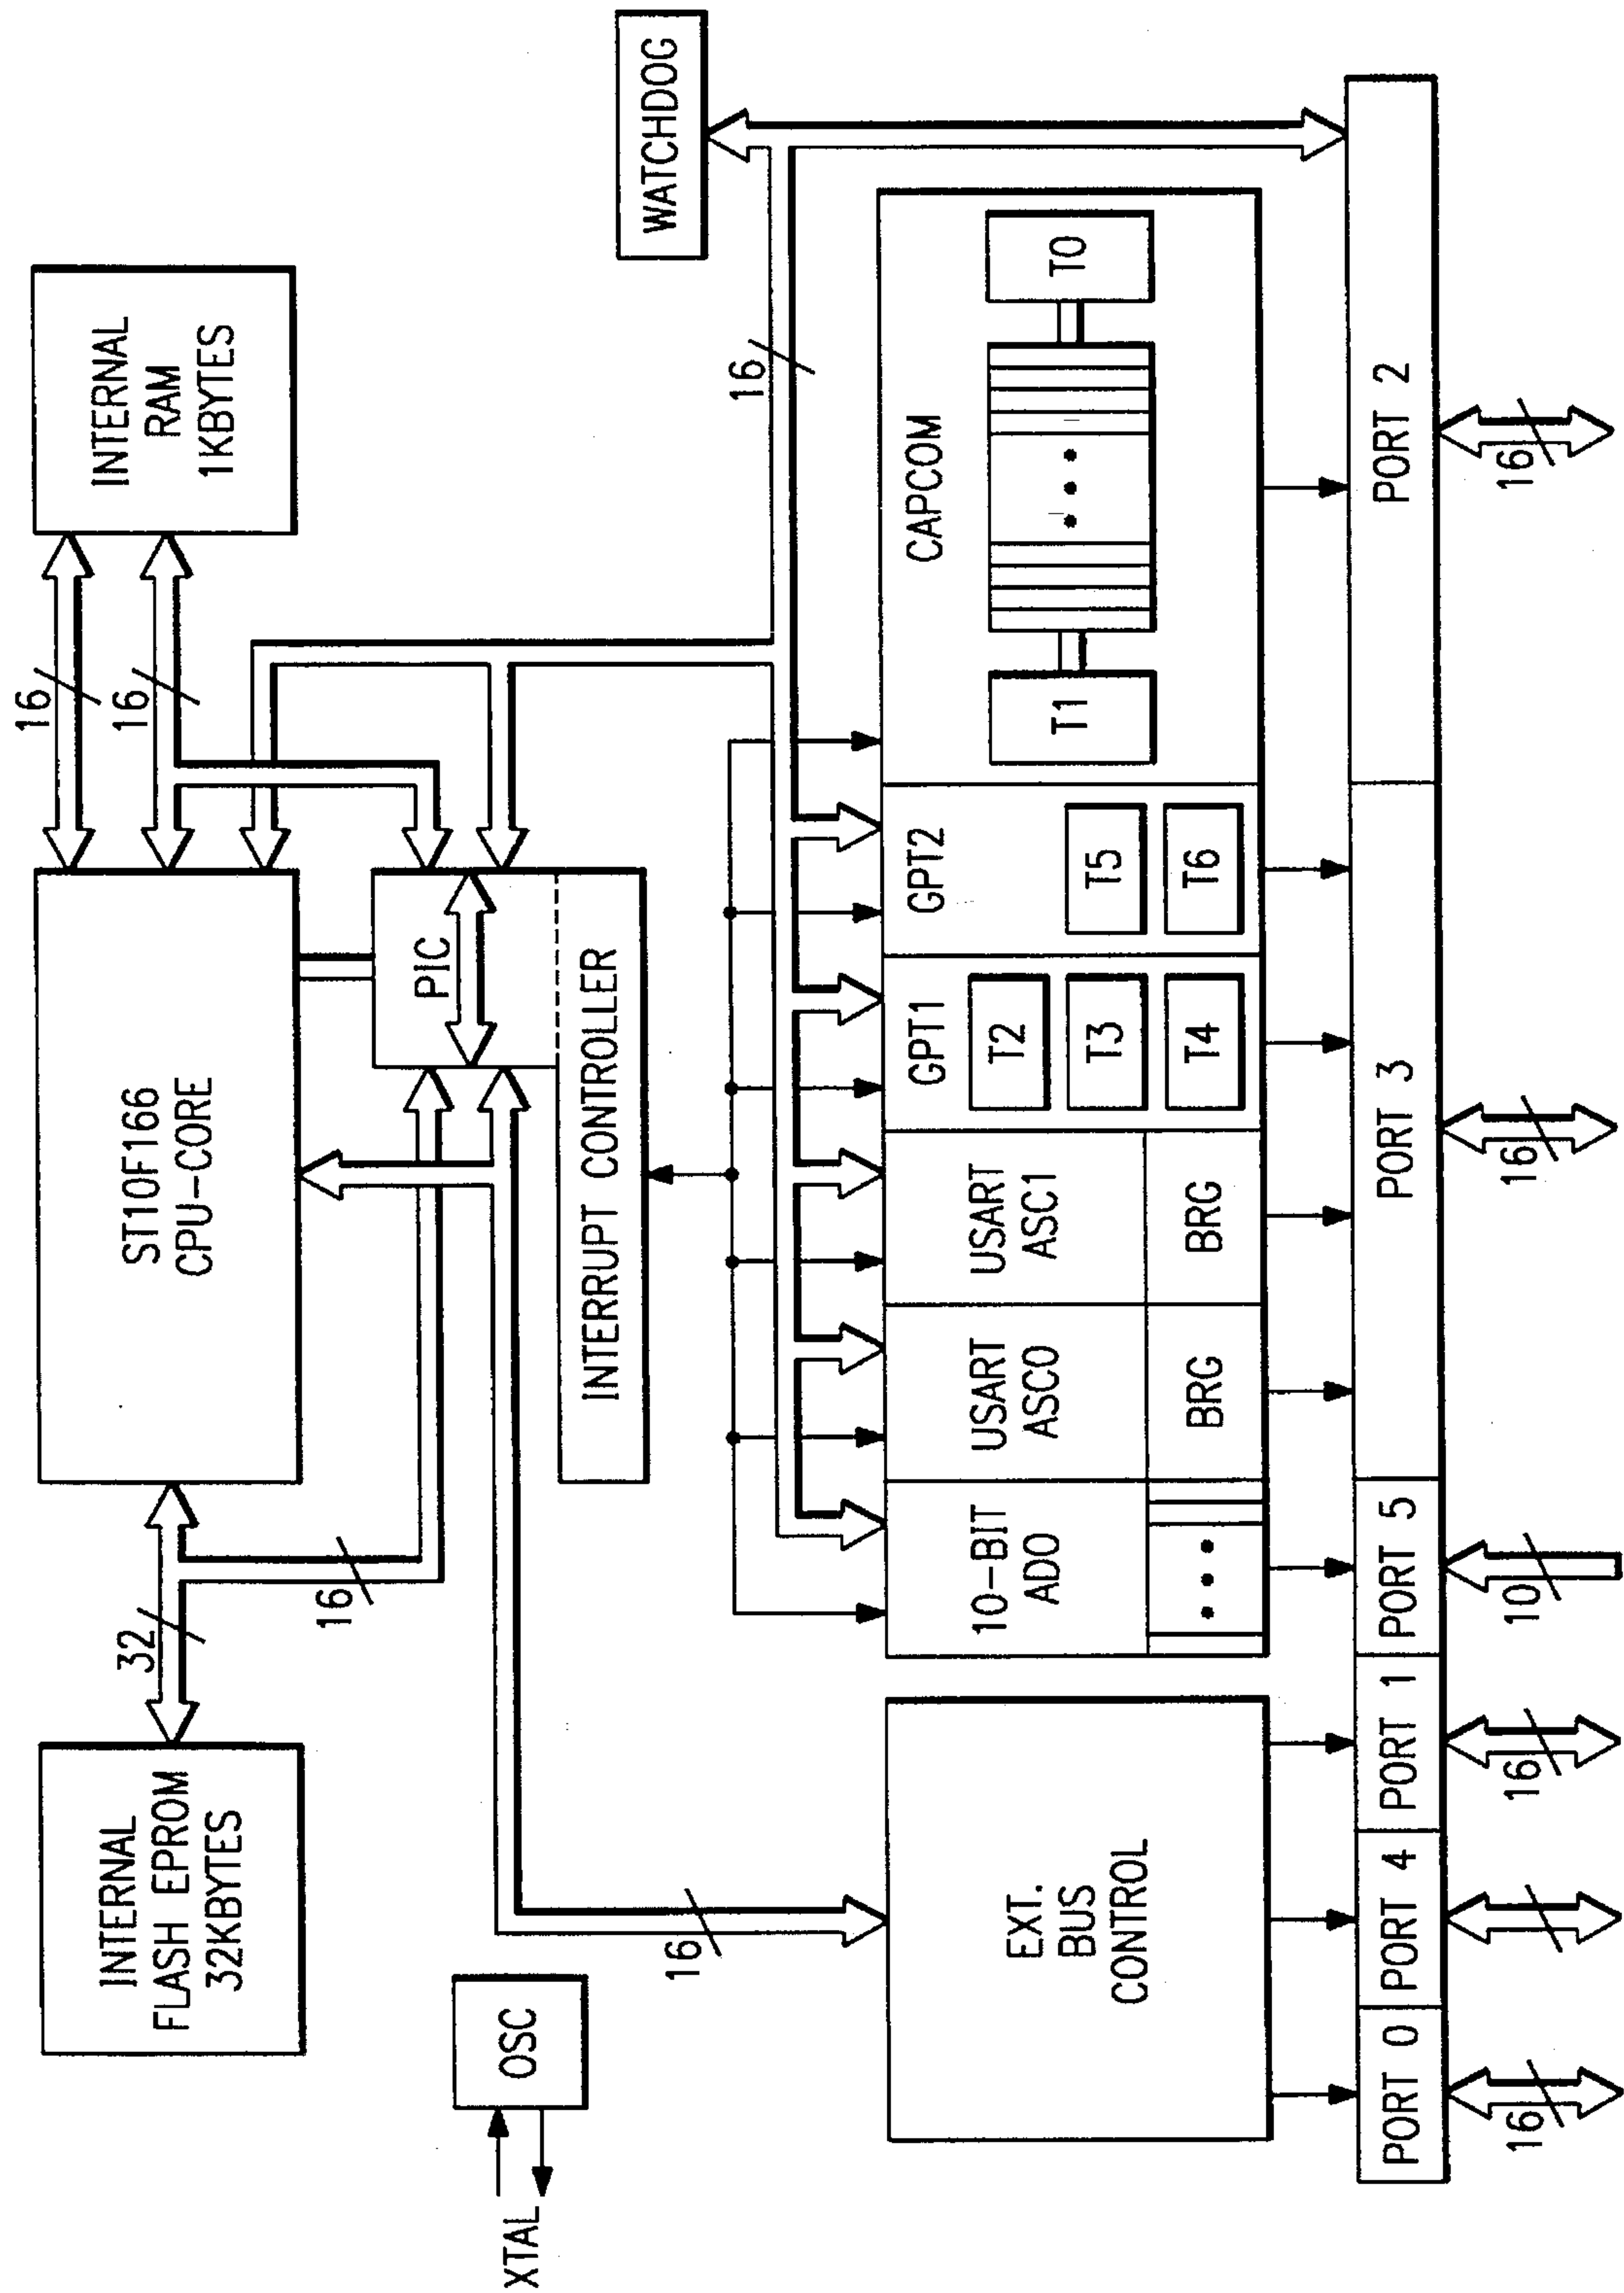 INTERNAL
FLASH EPROM
32KBYTES
32
ST10F166
CPU-CORE
16
16
INTERNAL
RAM
1KBYTES
16
PIC
INTERRUPT CONTROLLER
XTAL
OSC
16
16
WATCHDOG
EXT.
BUS
CONTROL
10-BIT
ADO
USART
ASC0
BRG
USART
ASC1
BRG
GPT1
T2
T3
T4
GPT2
T5
T6
CAPCOM
T1
T0
PORT 0
PORT 4
PORT 1
PORT 5
PORT 3
PORT 2
16
16
10
16
16